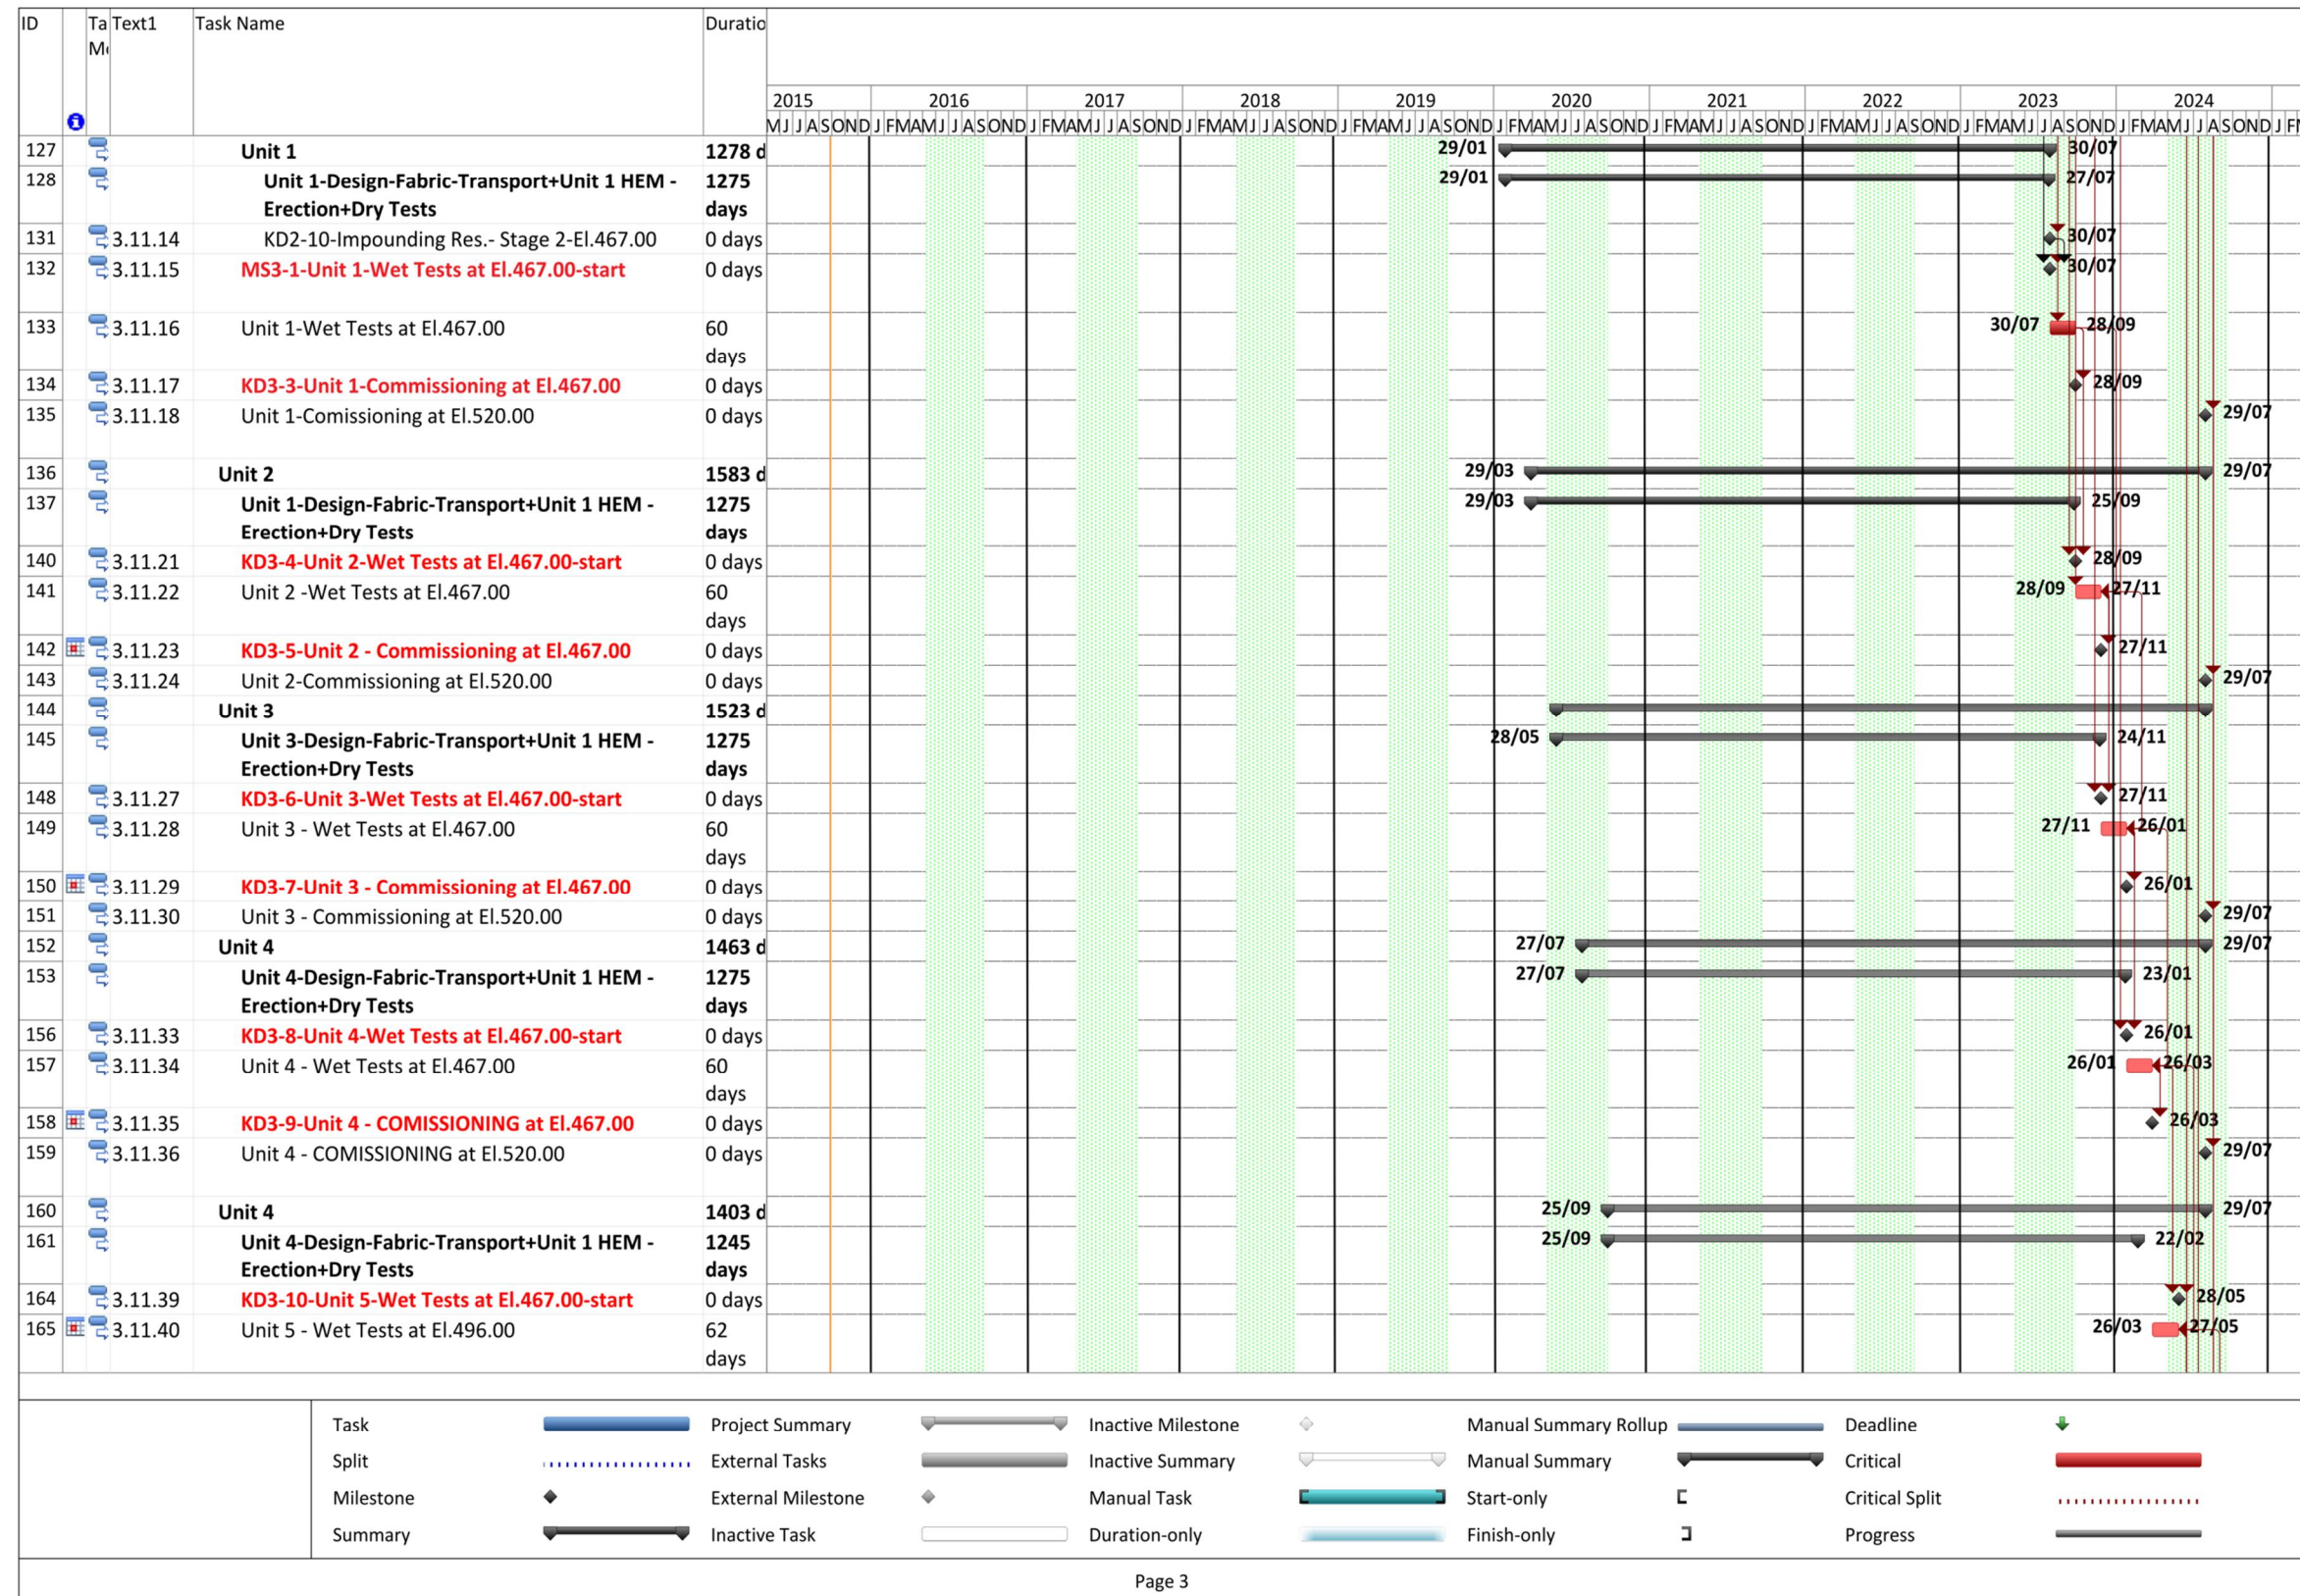 ID Ta Text1 Task Name Duratio
M
2015 2016 2017 2018 2019 2020 2021 2022 2023 2024
M J J A S O N D J F M A M J J A S O N D J F M A M J J A S O N D J F M A M J J A S O N D J F M A M J J A S O N D J F M A M J J A S O N D J F M A M J J A S O N D J F M A M J J A S O N D J F M A M J J A S O N D J F M A M J J A S O N D J F
127 Unit 1 1278 d 29/01 30/07
128 Unit 1-Design-Fabric-Transport+Unit 1 HEM - 1275 29/01 27/07
Erection+Dry Tests days
131 3.11.14 KD2-10-Impounding Res.- Stage 2-El.467.00 0 days 30/07
132 3.11.15 MS3-1-Unit 1-Wet Tests at El.467.00-start 0 days 30/07
133 3.11.16 Unit 1-Wet Tests at El.467.00 60 30/07 28/09
days
134 3.11.17 KD3-3-Unit 1-Commissioning at El.467.00 0 days 28/09
135 3.11.18 Unit 1-Comissioning at El.520.00 0 days 29/07
136 Unit 2 1583 d 29/03 29/07
137 Unit 1-Design-Fabric-Transport+Unit 1 HEM - 1275 29/03 25/09
Erection+Dry Tests days
140 3.11.21 KD3-4-Unit 2-Wet Tests at El.467.00-start 0 days 28/09
141 3.11.22 Unit 2 -Wet Tests at El.467.00 60 28/09 27/11
days
142 3.11.23 KD3-5-Unit 2 - Commissioning at El.467.00 0 days 27/11
143 3.11.24 Unit 2-Commissioning at El.520.00 0 days 29/07
144 Unit 3 1523 d
145 Unit 3-Design-Fabric-Transport+Unit 1 HEM - 1275 28/05 24/11
Erection+Dry Tests days
148 3.11.27 KD3-6-Unit 3-Wet Tests at El.467.00-start 0 days 27/11
149 3.11.28 Unit 3 - Wet Tests at El.467.00 60 27/11 26/01
days
150 3.11.29 KD3-7-Unit 3 - Commissioning at El.467.00 0 days 26/01
151 3.11.30 Unit 3 - Commissioning at El.520.00 0 days 29/07
152 Unit 4 1463 d 27/07 29/07
153 Unit 4-Design-Fabric-Transport+Unit 1 HEM - 1275 27/07 23/01
Erection+Dry Tests days
156 3.11.33 KD3-8-Unit 4-Wet Tests at El.467.00-start 0 days 26/01
157 3.11.34 Unit 4 - Wet Tests at El.467.00 60 26/01 26/03
days
158 3.11.35 KD3-9-Unit 4 - COMISSIONING at El.467.00 0 days 26/03
159 3.11.36 Unit 4 - COMISSIONING at El.520.00 0 days 29/07
160 Unit 4 1403 d 25/09 29/07
161 Unit 4-Design-Fabric-Transport+Unit 1 HEM - 1245 25/09 22/02
Erection+Dry Tests days
164 3.11.39 KD3-10-Unit 5-Wet Tests at El.467.00-start 0 days 28/05
165 3.11.40 Unit 5 - Wet Tests at El.496.00 62 26/03 27/05
days
Task Project Summary Inactive Milestone Manual Summary Rollup Deadline
Split External Tasks Inactive Summary Manual Summary Critical
Milestone External Milestone Manual Task Start-only Critical Split
Summary Inactive Task Duration-only Finish-only Progress
Page 3